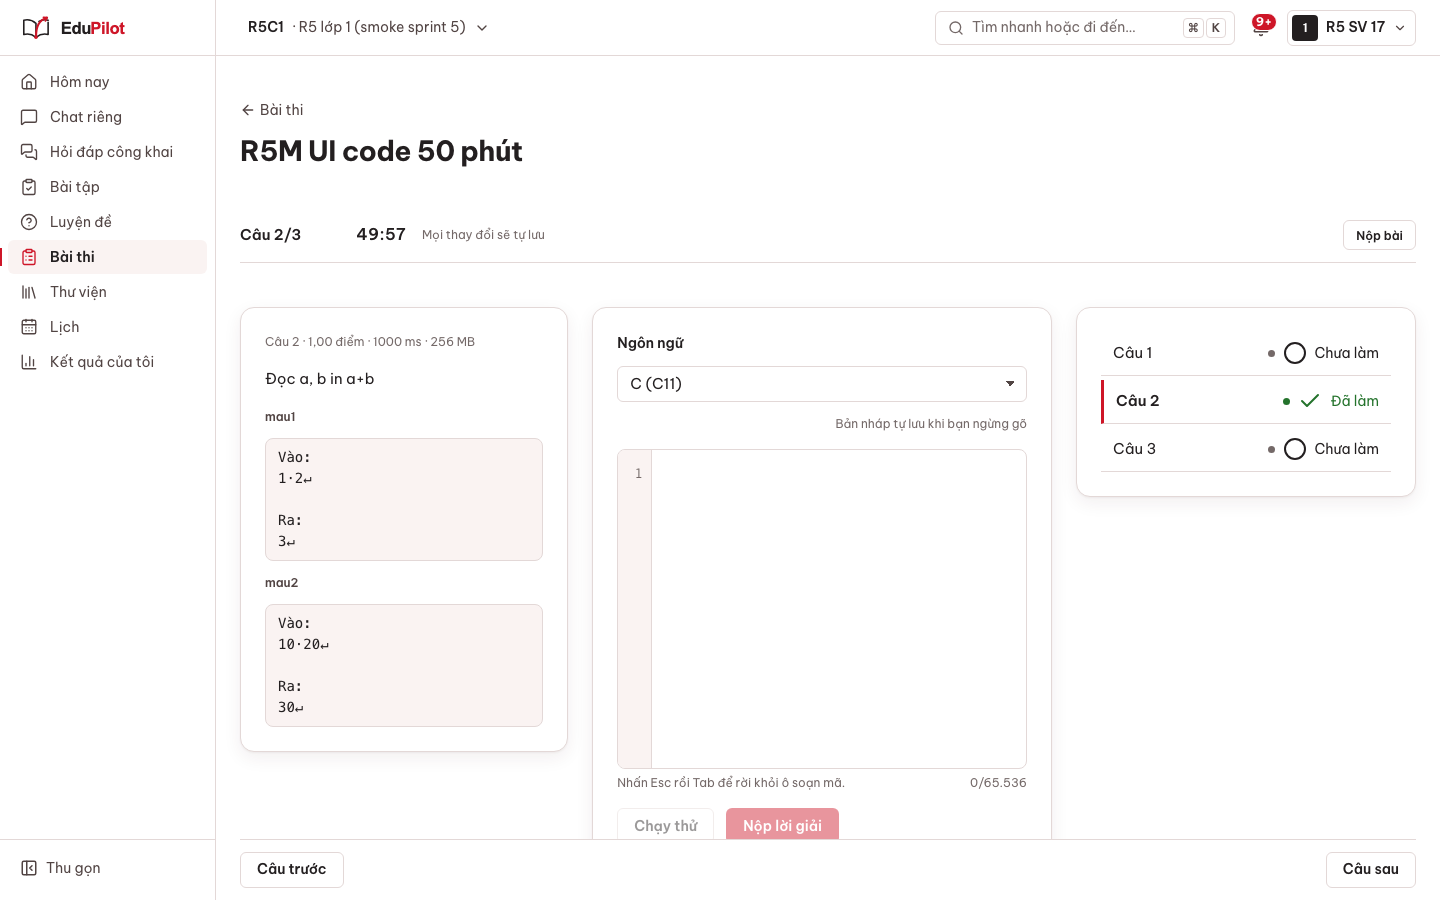 EduPilot
R5C1 · R5 lớp 1 (smoke sprint 5)
Tìm nhanh hoặc đi đến...
⌘ K
9+
1 R5 SV 17
Hôm nay
Chat riêng
Hỏi đáp công khai
Bài tập
Luyện đề
Bài thi
Thư viện
Lịch
Kết quả của tôi
Thu gọn
← Bài thi
R5M UI code 50 phút
Câu 2/3 49:57 Mọi thay đổi sẽ tự lưu
Nộp bài
Câu 2 · 1,00 điểm · 1000 ms · 256 MB
Đọc a, b in a+b
mau1
Vào:
1·2↵
Ra:
3↵
mau2
Vào:
10·20↵
Ra:
30↵
Ngôn ngữ
C (C11)
Bản nháp tự lưu khi bạn ngừng gõ
1
Nhấn Esc rồi Tab để rời khỏi ô soạn mã.
0/65.536
Chạy thử
Nộp lời giải
Câu 1 Chưa làm
Câu 2 Đã làm
Câu 3 Chưa làm
Câu trước
Câu sau